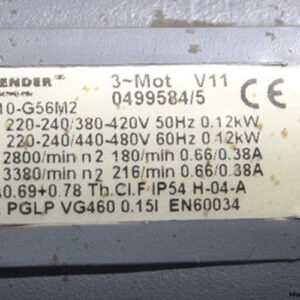 ENDER 3~Mot V11
0499584/5 CE
10-G56M2
220-240/380-420V 50Hz 0.12kW
220-240/440-480V 60Hz 0.12kW
2800/min n2 180/min 0.66/0.38A
3380/min n2 216/min 0.66/0.38A
0.69+0.78 Th.Cl.F IP54 H-04-A
PGLP VG460 0.15l EN60034